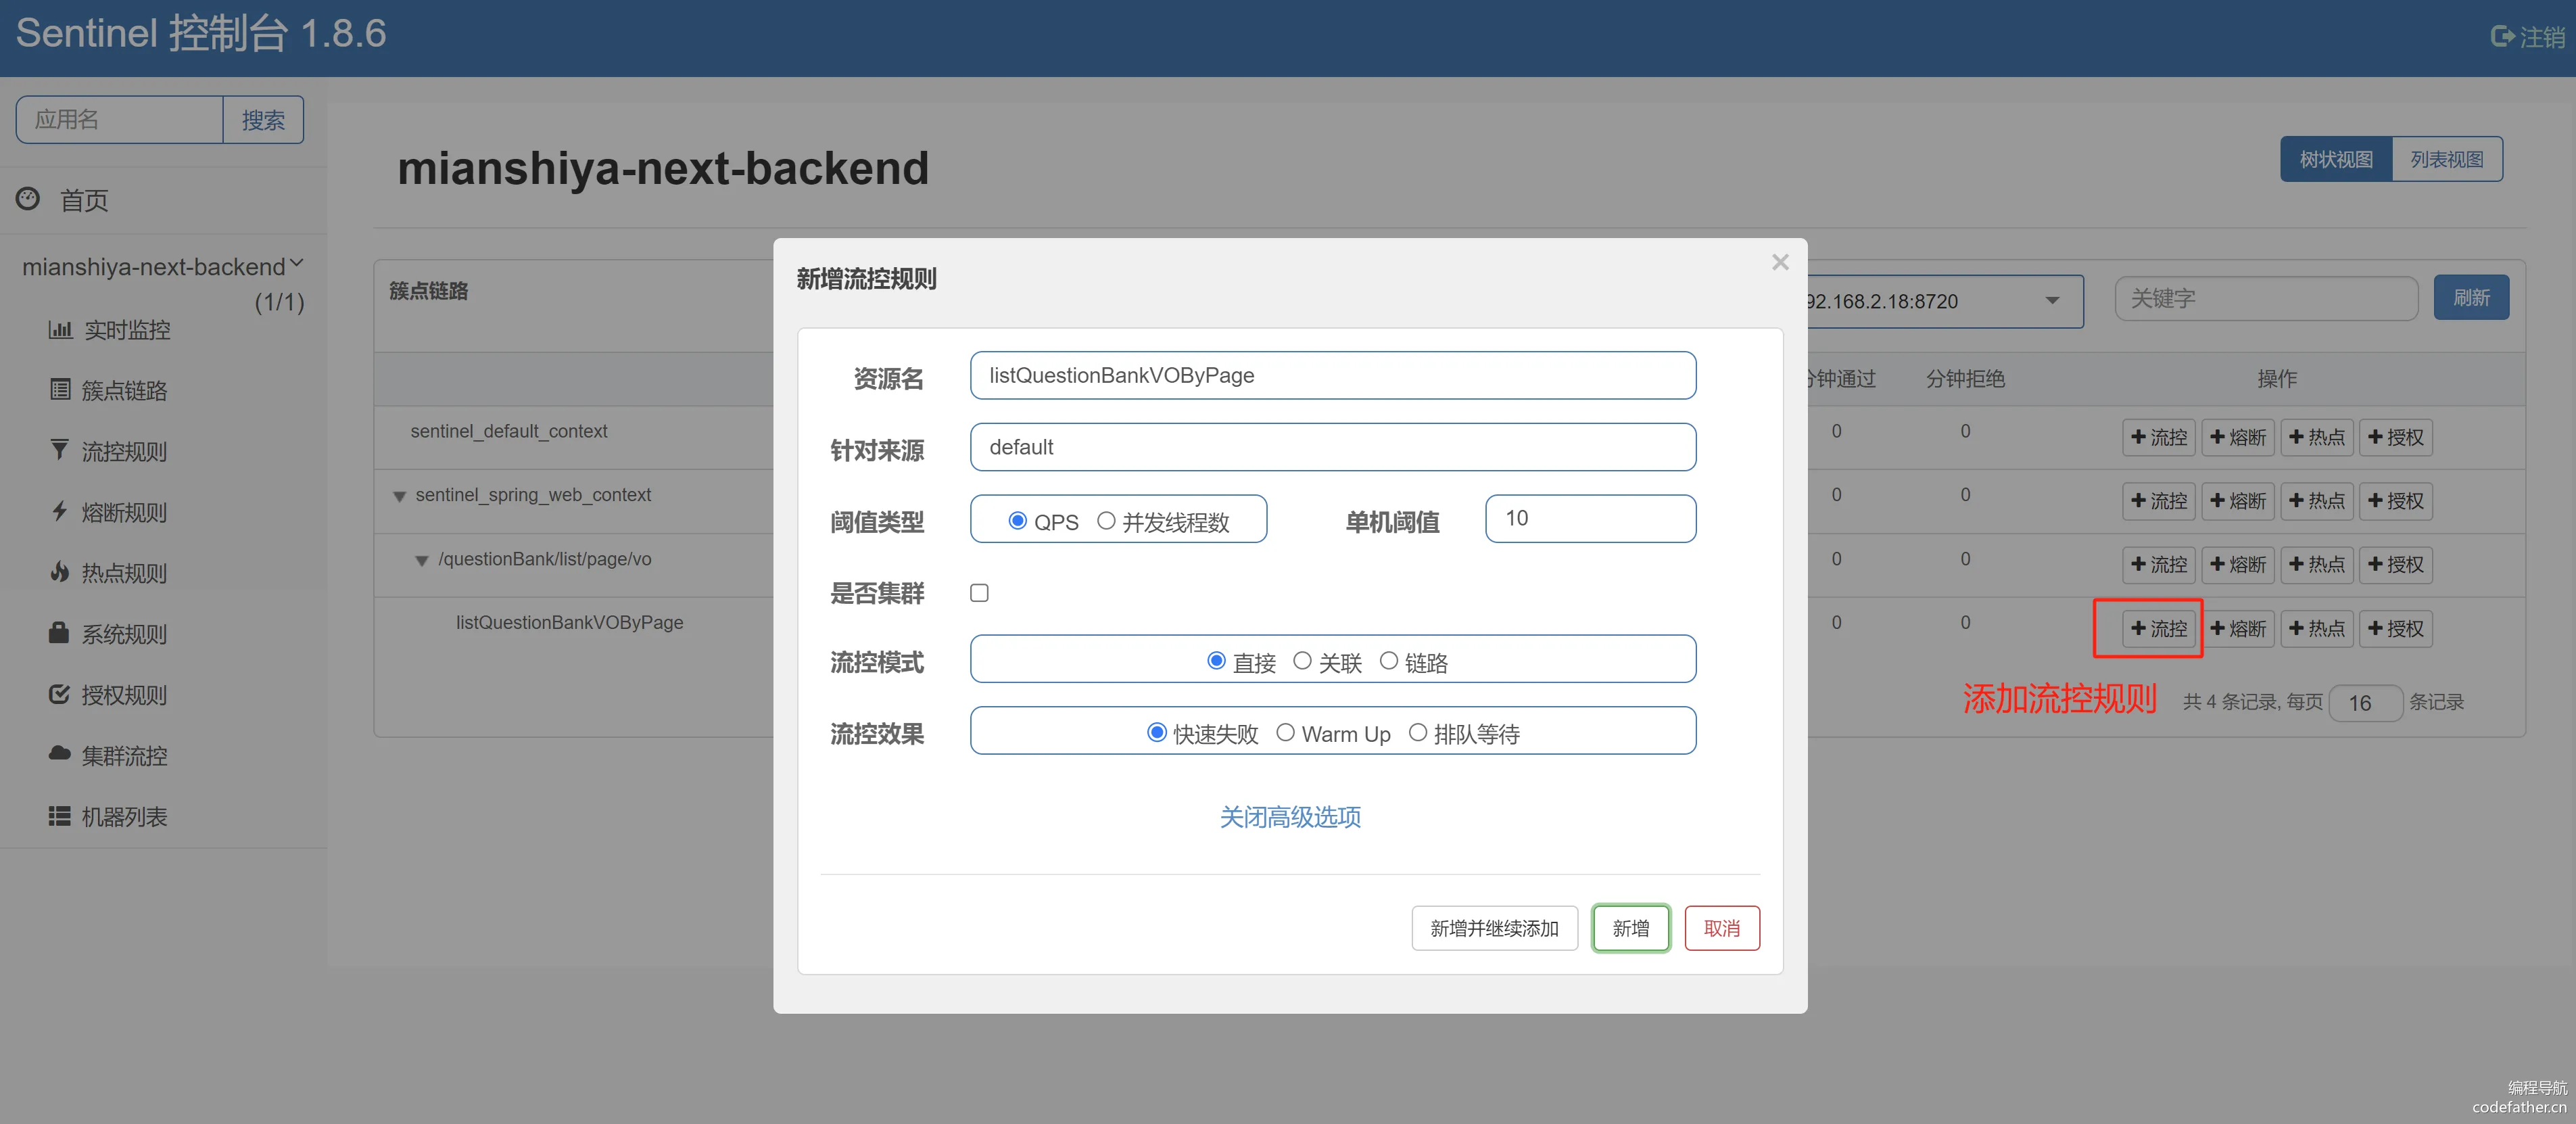 Sentinel 控制台 1.8.6
注销
应用名
搜索
首页
mianshiya-next-backend
(1/1)
实时监控
簇点链路
流控规则
熔断规则
热点规则
系统规则
授权规则
集群流控
机器列表
mianshiya-next-backend
树状视图
列表视图
簇点链路
92.168.2.18:8720
关键字
刷新
分钟通过
分钟拒绝
操作
sentinel_default_context
0 0 流控 熔断 热点 授权
sentinel_spring_web_context
0 0 流控 熔断 热点 授权
/questionBank/list/page/vo
0 0 流控 熔断 热点 授权
listQuestionBankVOByPage
0 0 流控 熔断 热点 授权
添加流控规则
共 4 条记录, 每页 16 条记录
新增流控规则
×
资源名 listQuestionBankVOByPage
针对来源 default
阈值类型 QPS 并发线程数 单机阈值 10
是否集群
流控模式 直接 关联 链路
流控效果 快速失败 Warm Up 排队等待
关闭高级选项
新增并继续添加 新增 取消
编程导航
codefather.cn